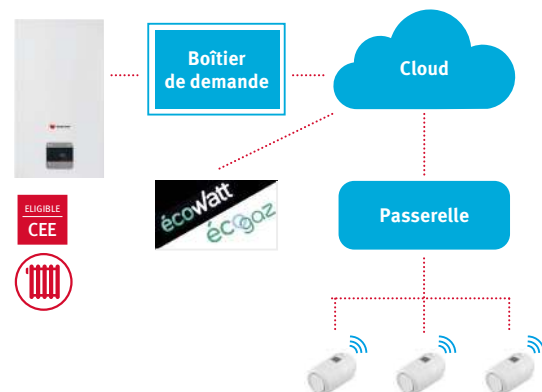 Boîtier
de demande
Cloud
écowatt
écogaz
ELIGIBLE
CEE
Passerelle